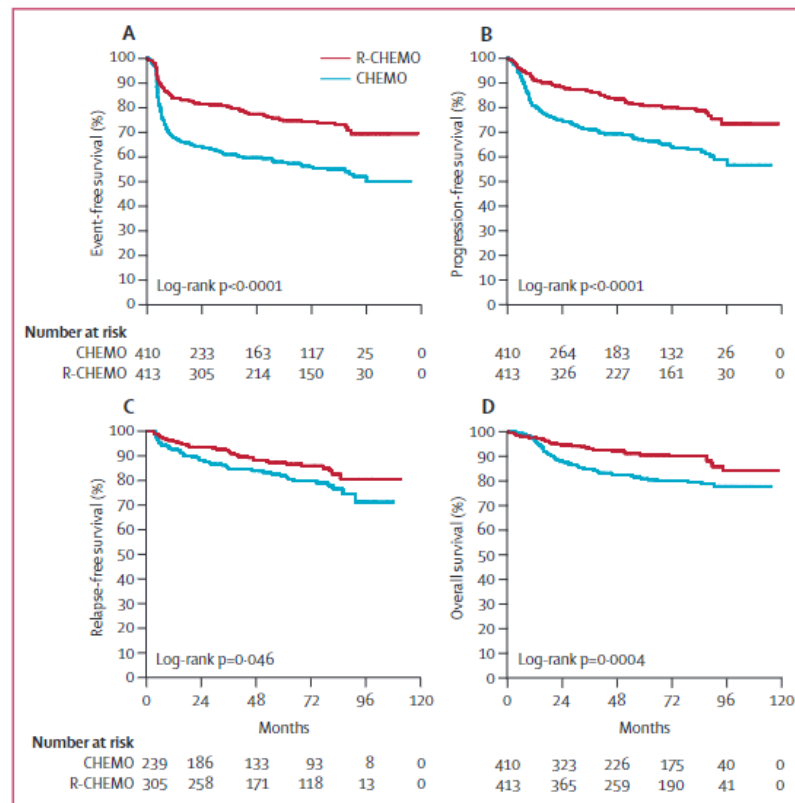 A
B
R-CHEMO
CHEMO
100
90
80
70
60
50
40
30
20
10
0
Event-free survival (%)
Log-rank p<0·0001
100
90
80
70
60
50
40
30
20
10
0
Progression-free survival (%)
Log-rank p<0·0001
Number at risk
CHEMO 410 233 163 117 25 0
R-CHEMO 413 305 214 150 30 0
410 264 183 132 26 0
413 326 227 161 30 0
C
D
100
90
80
70
60
50
40
30
20
10
0
Relapse-free survival (%)
Log-rank p=0·046
0 24 48 72 96 120
Months
100
90
80
70
60
50
40
30
20
10
0
Overall survival (%)
Log-rank p=0·0004
0 24 48 72 96 120
Months
Number at risk
CHEMO 239 186 133 93 8 0
R-CHEMO 305 258 171 118 13 0
410 323 226 175 40 0
413 365 259 190 41 0